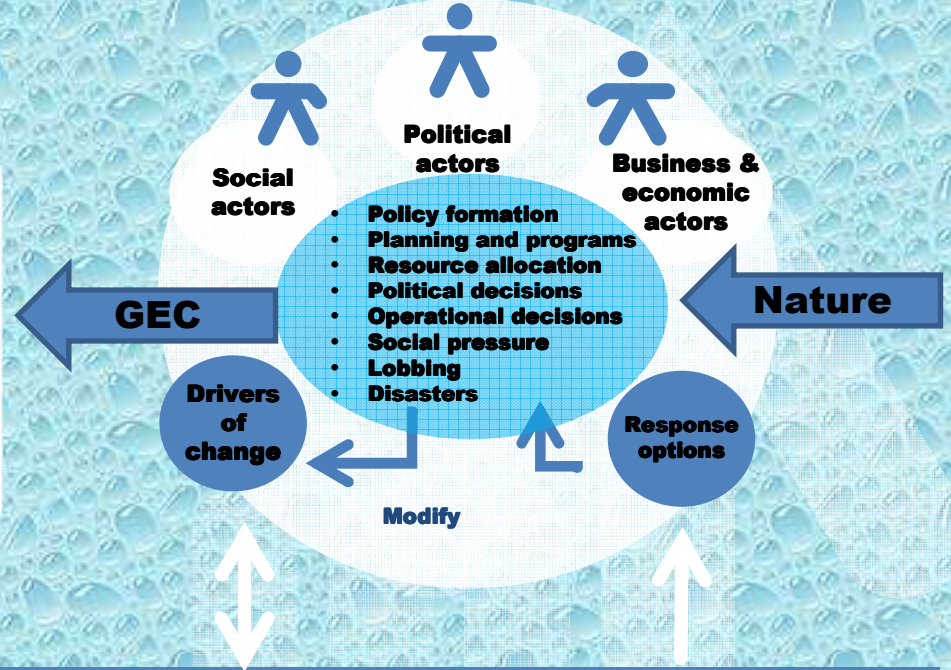 Political
actors
Social
actors
Business &
economic
actors
• Policy formation
• Planning and programs
• Resource allocation
• Political decisions
• Operational decisions
• Social pressure
• Lobbing
• Disasters
GEC
Nature
Drivers
of
change
Response
options
Modify